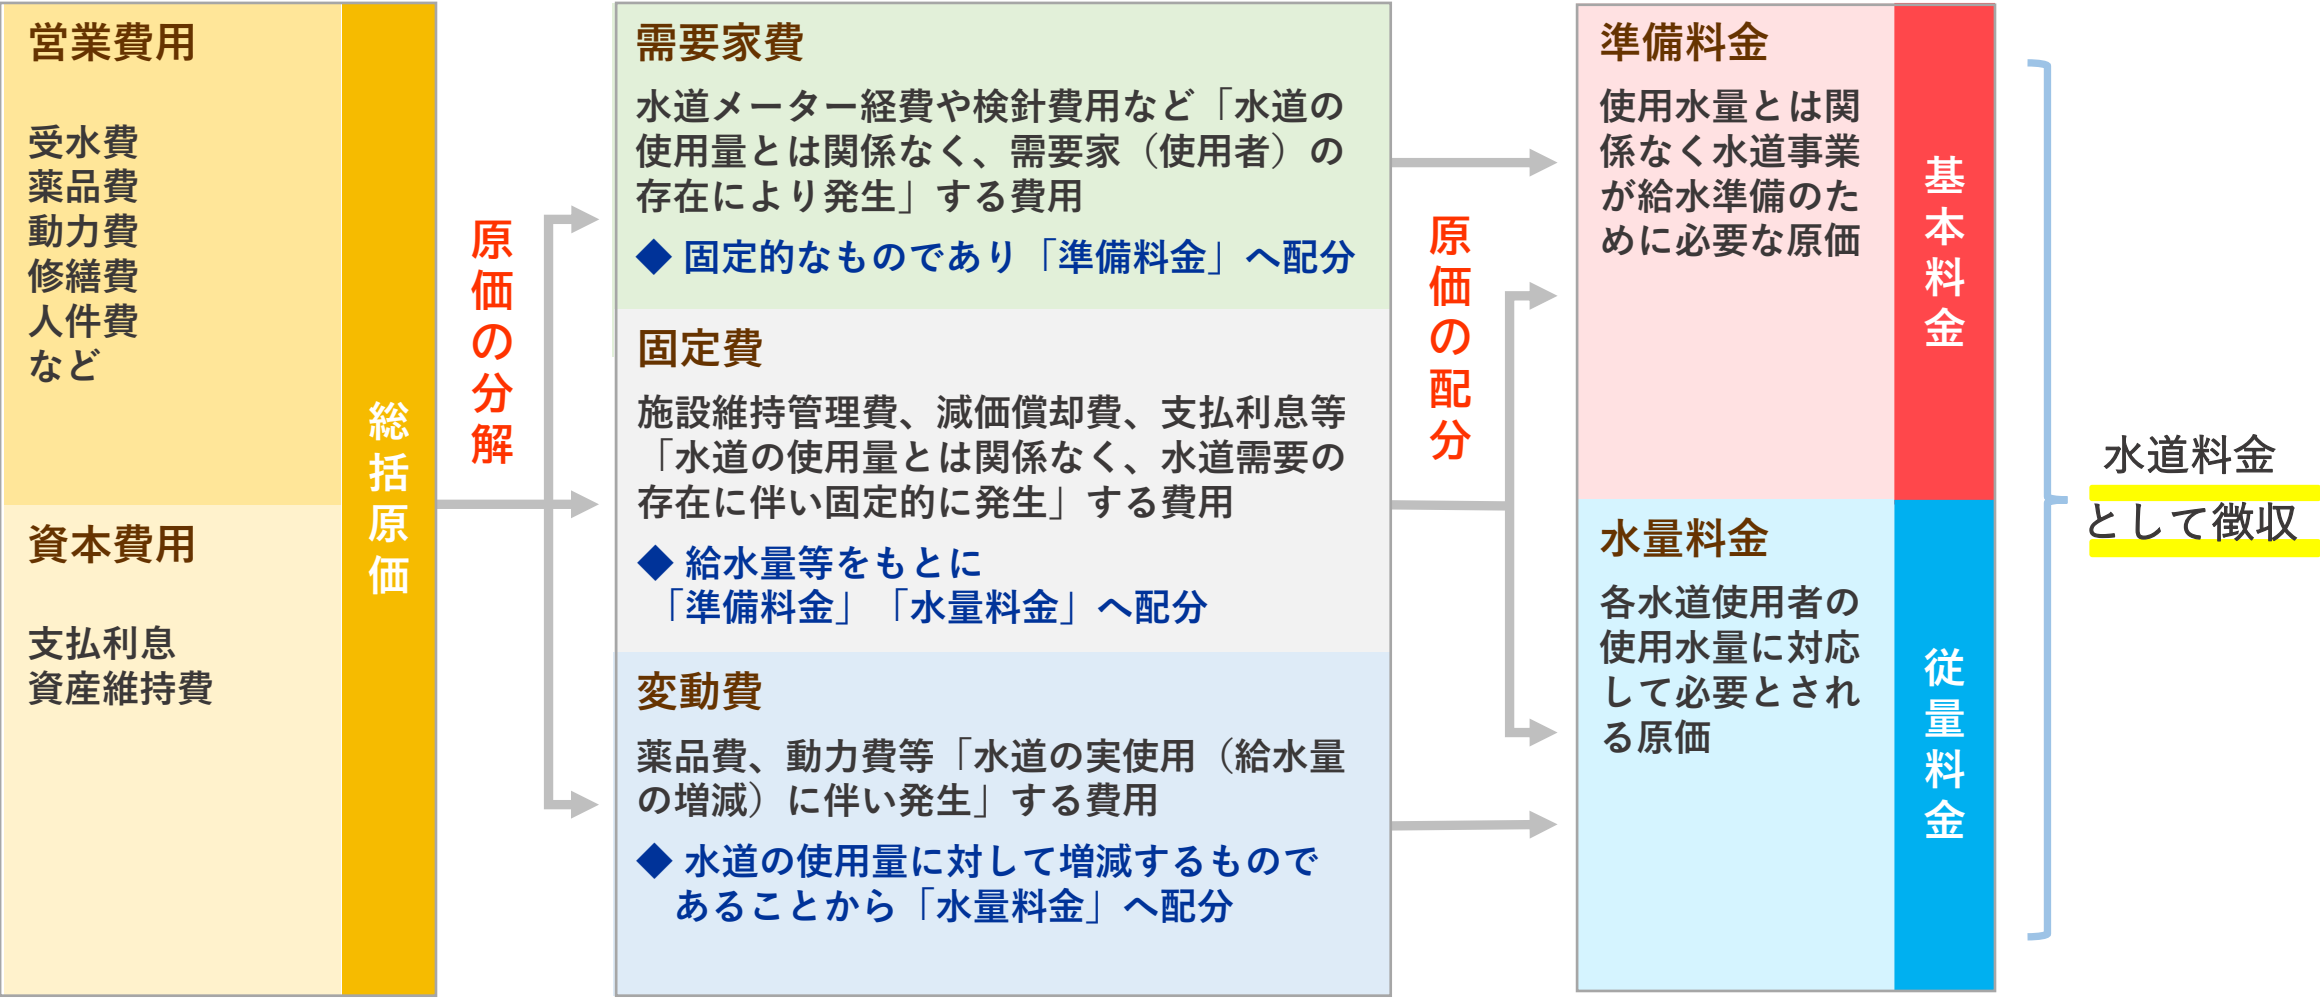 営業費用
受水費
薬品費
動力費
修繕費
人件費
など
資本費用
支払利息
資産維持費
総括原価
原価の分解
需要家費
水道メーター経費や検針費用など「水道の
使用量とは関係なく、需要家（使用者）の
存在により発生」する費用
◆ 固定的なものであり「準備料金」へ配分
固定費
施設維持管理費、減価償却費、支払利息等
「水道の使用量とは関係なく、水道需要の
存在に伴い固定的に発生」する費用
◆ 給水量等をもとに
「準備料金」「水量料金」へ配分
変動費
薬品費、動力費等「水道の実使用（給水量
の増減）に伴い発生」する費用
◆ 水道の使用量に対して増減するもので
あることから「水量料金」へ配分
原価の配分
準備料金
使用水量とは関
係なく水道事業
が給水準備のた
めに必要な原価
基本料金
水量料金
各水道使用者の
使用水量に対応
して必要とされ
る原価
従量料金
水道料金
として徴収